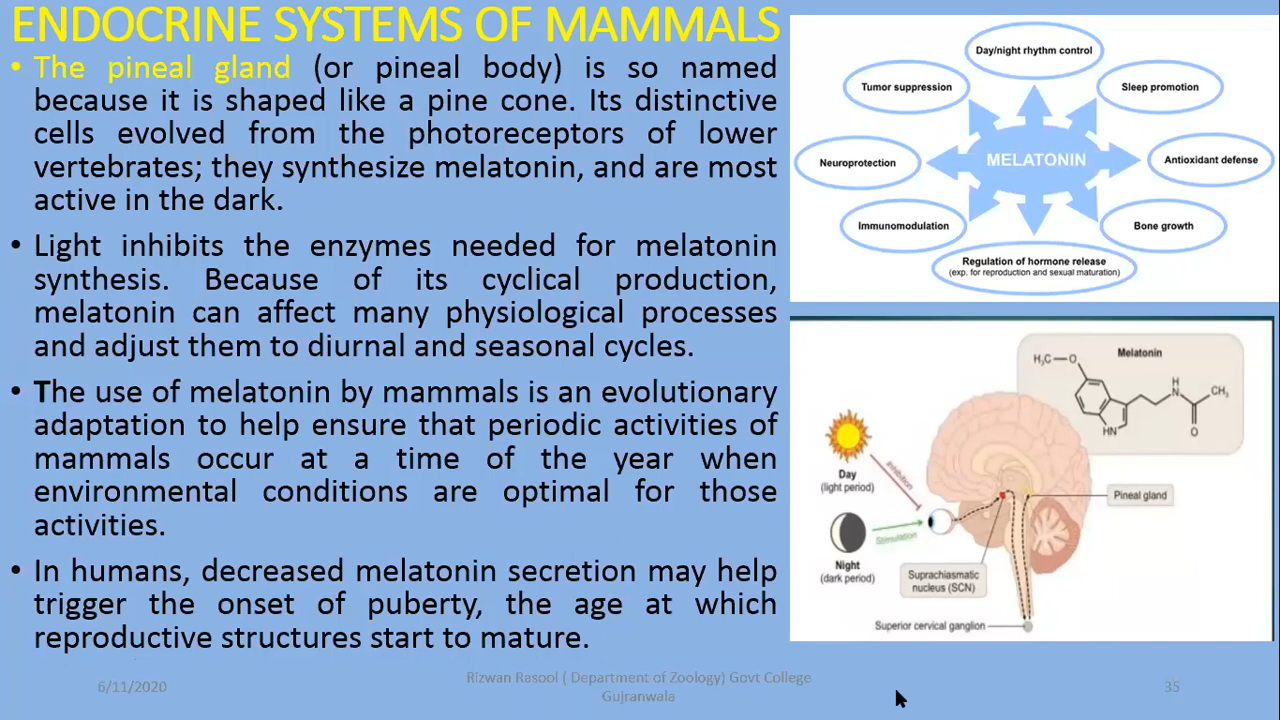 ENDOCRINE SYSTEMS OF MAMMALS
• The pineal gland (or pineal body) is so named
because it is shaped like a pine cone. Its distinctive
cells evolved from the photoreceptors of lower
vertebrates; they synthesize melatonin, and are most
active in the dark.
• Light inhibits the enzymes needed for melatonin
synthesis. Because of its cyclical production,
melatonin can affect many physiological processes
and adjust them to diurnal and seasonal cycles.
• The use of melatonin by mammals is an evolutionary
adaptation to help ensure that periodic activities of
mammals occur at a time of the year when
environmental conditions are optimal for those
activities.
• In humans, decreased melatonin secretion may help
trigger the onset of puberty, the age at which
reproductive structures start to mature.
Day/night rhythm control
Tumor suppression
Sleep promotion
Neuroprotection
MELATONIN
Antioxidant defense
Immunomodulation
Bone growth
Regulation of hormone release
(exp. for reproduction and sexual maturation)
Melatonin
H₃C
O
H
N
CH₃
O
HN
Day
(light period)
Inhibition
Stimulation
Night
(dark period)
Pineal gland
Suprachiasmatic
nucleus (SCN)
Superior cervical ganglion
6/11/2020
Rizwan Rasool ( Department of Zoology) Govt College
Gujranwala
35